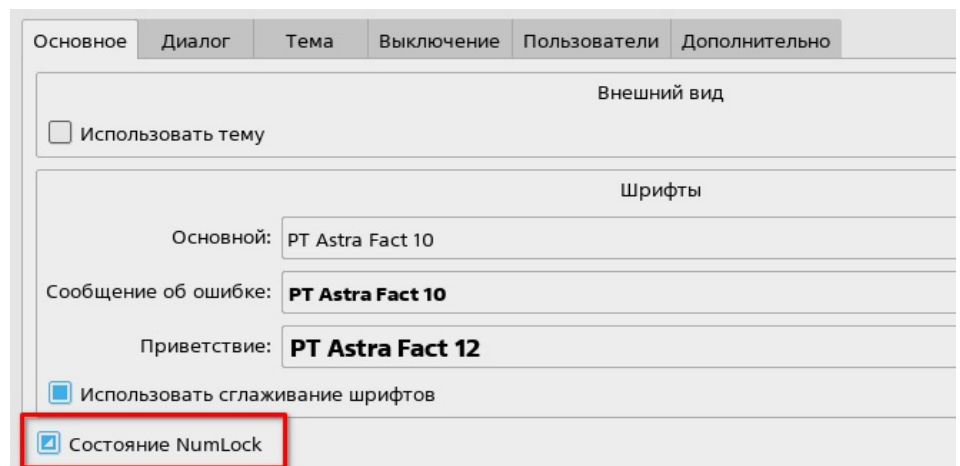 Основное Диалог Тема Выключение Пользователи Дополнительно
Внешний вид
Использовать тему
Шрифты
Основной: PT Astra Fact 10
Сообщение об ошибке: PT Astra Fact 10
Приветствие: PT Astra Fact 12
Использовать сглаживание шрифтов
Состояние NumLock